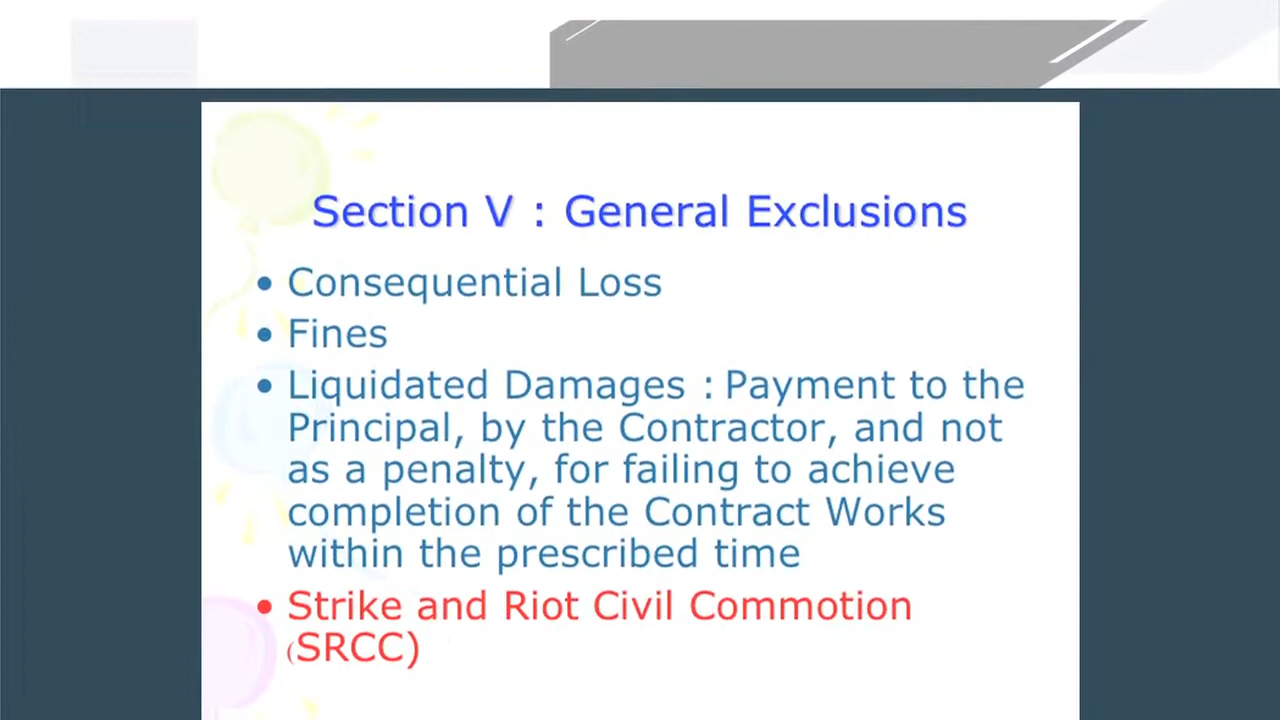 Section V : General Exclusions
• Consequential Loss
• Fines
• Liquidated Damages : Payment to the
Principal, by the Contractor, and not
as a penalty, for failing to achieve
completion of the Contract Works
within the prescribed time
• Strike and Riot Civil Commotion
(SRCC)